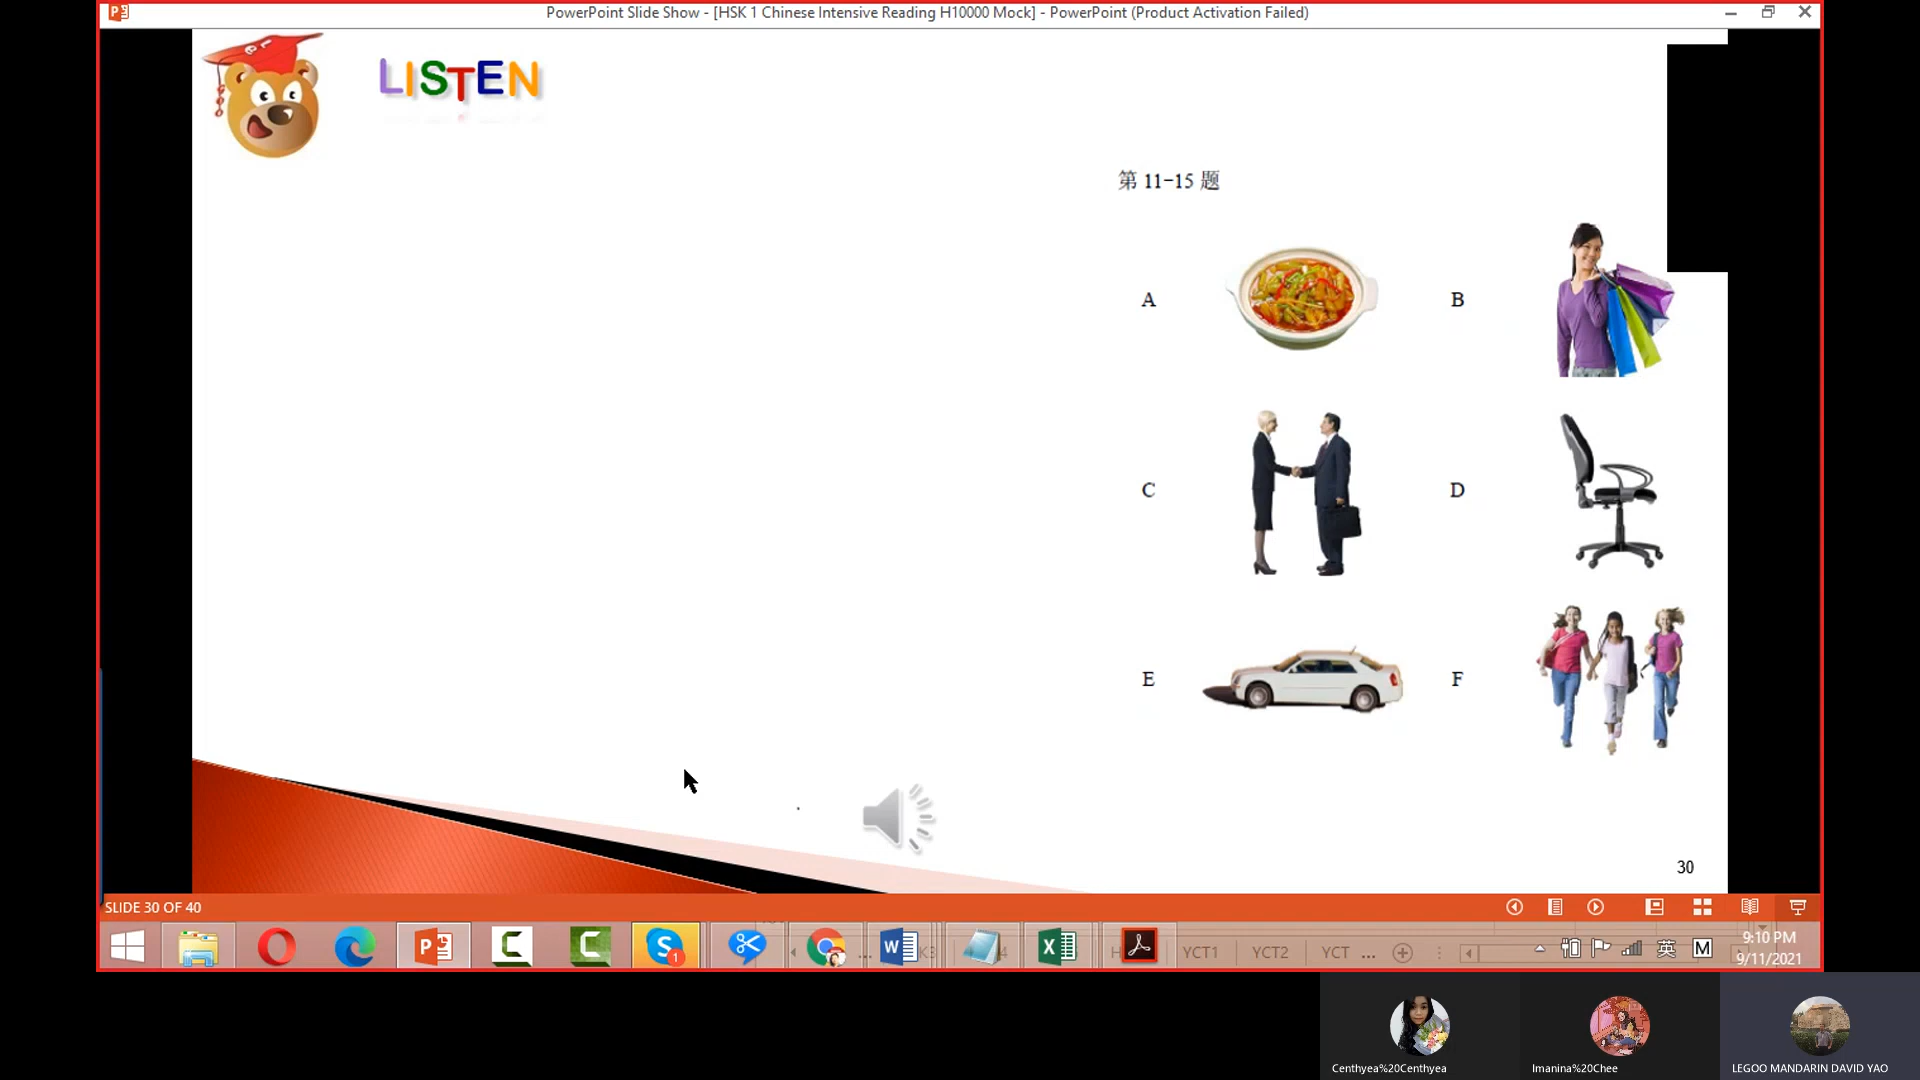 PowerPoint Slide Show - [HSK 1 Chinese Intensive Reading H10000 Mock] - PowerPoint (Product Activation Failed)
LISTEN
第 11-15 题
A
B
C
D
E
F
30
SLIDE 30 OF 40
YCT1
YCT2
YCT ...
英
M
9:10 PM
9/11/2021
Centhyea%20Centhyea
Imanina%20Chee
LEGOO MANDARIN DAVID YAO